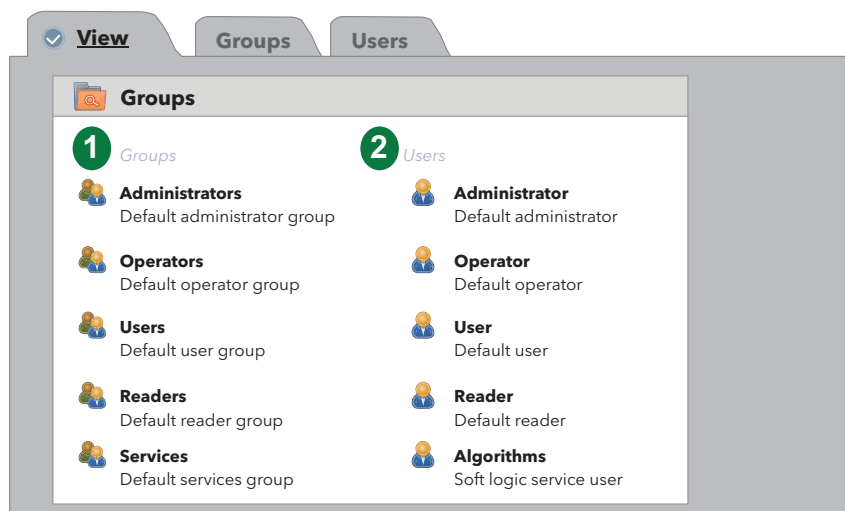 View
Groups
Users
Groups
1
Groups
2
Users
Administrators
Default administrator group
Administrator
Default administrator
Operators
Default operator group
Operator
Default operator
Users
Default user group
User
Default user
Readers
Default reader group
Reader
Default reader
Services
Default services group
Algorithms
Soft logic service user